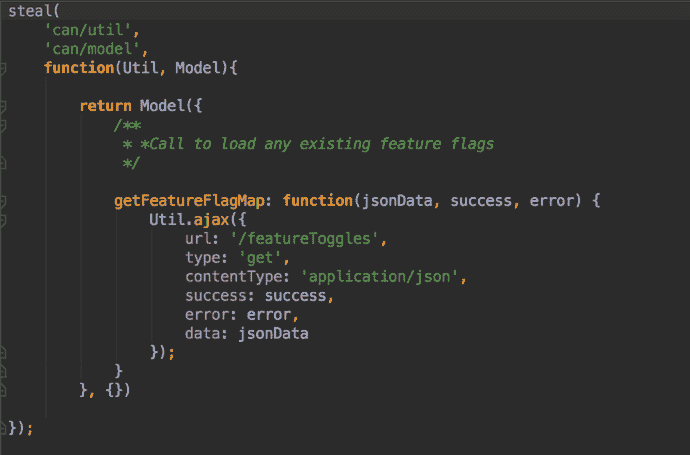 steal(
    'can/util',
    'can/model',
    function(Util, Model){
        return Model({
            /**
             * *Call to load any existing feature flags
             */
            getFeatureFlagMap: function(jsonData, success, error) {
                Util.ajax({
                    url: '/featureToggles',
                    type: 'get',
                    contentType: 'application/json',
                    success: success,
                    error: error,
                    data: jsonData
                });
            }
        }, {})
});